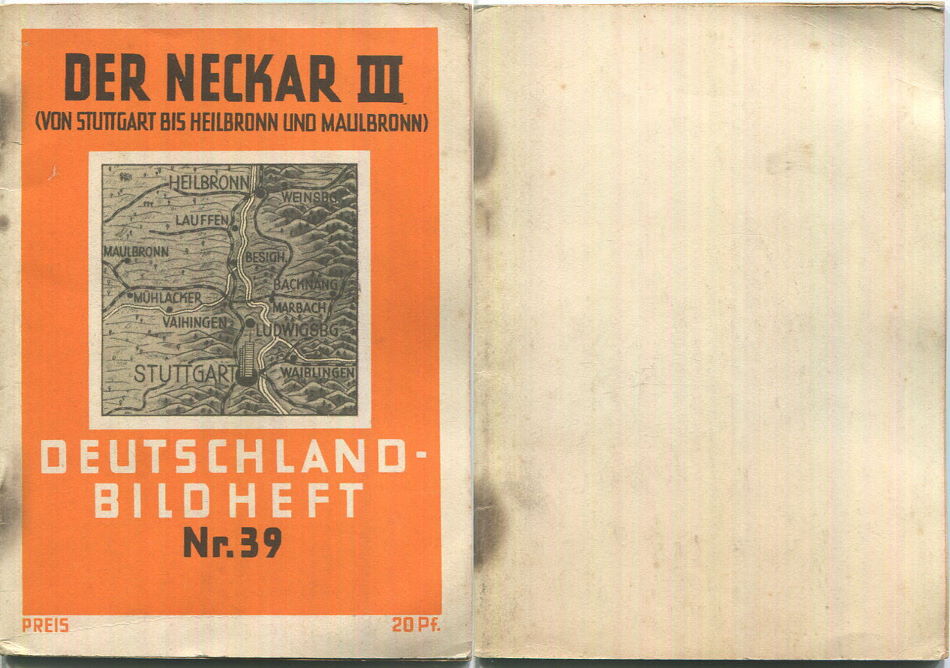 DER NECKAR III
(VON STUTTGART BIS HEILBRONN UND MAULBRONN)
HEILBRONN
WEINSBG.
LAUFFEN
MAULBRONN
BESIGH.
BACKNANG
MÜHLACKER
MARBACH
VAIHINGEN
LUDWIGSBG.
STUTTGART
WAIBLINGEN
DEUTSCHLAND-
BILDHEFT
Nr. 39
PREIS
20 Pf.